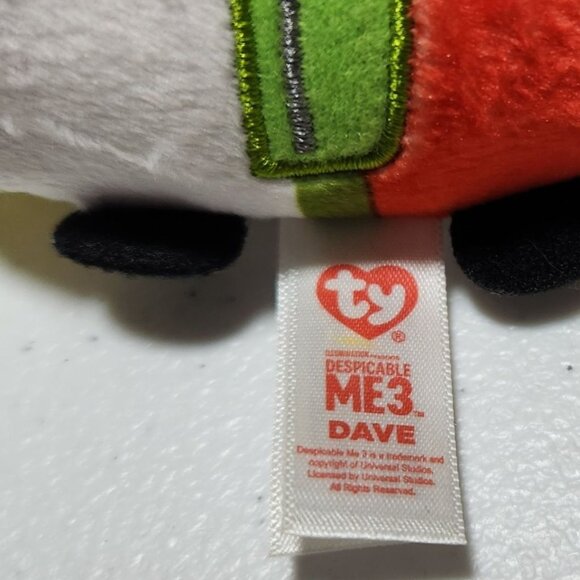 ty®
ILLUMINATION PRESENTS
DESPICABLE
ME3™
DAVE
Despicable Me 3 is a trademark and
copyright of Universal Studios.
Licensed by Universal Studios.
All Rights Reserved.